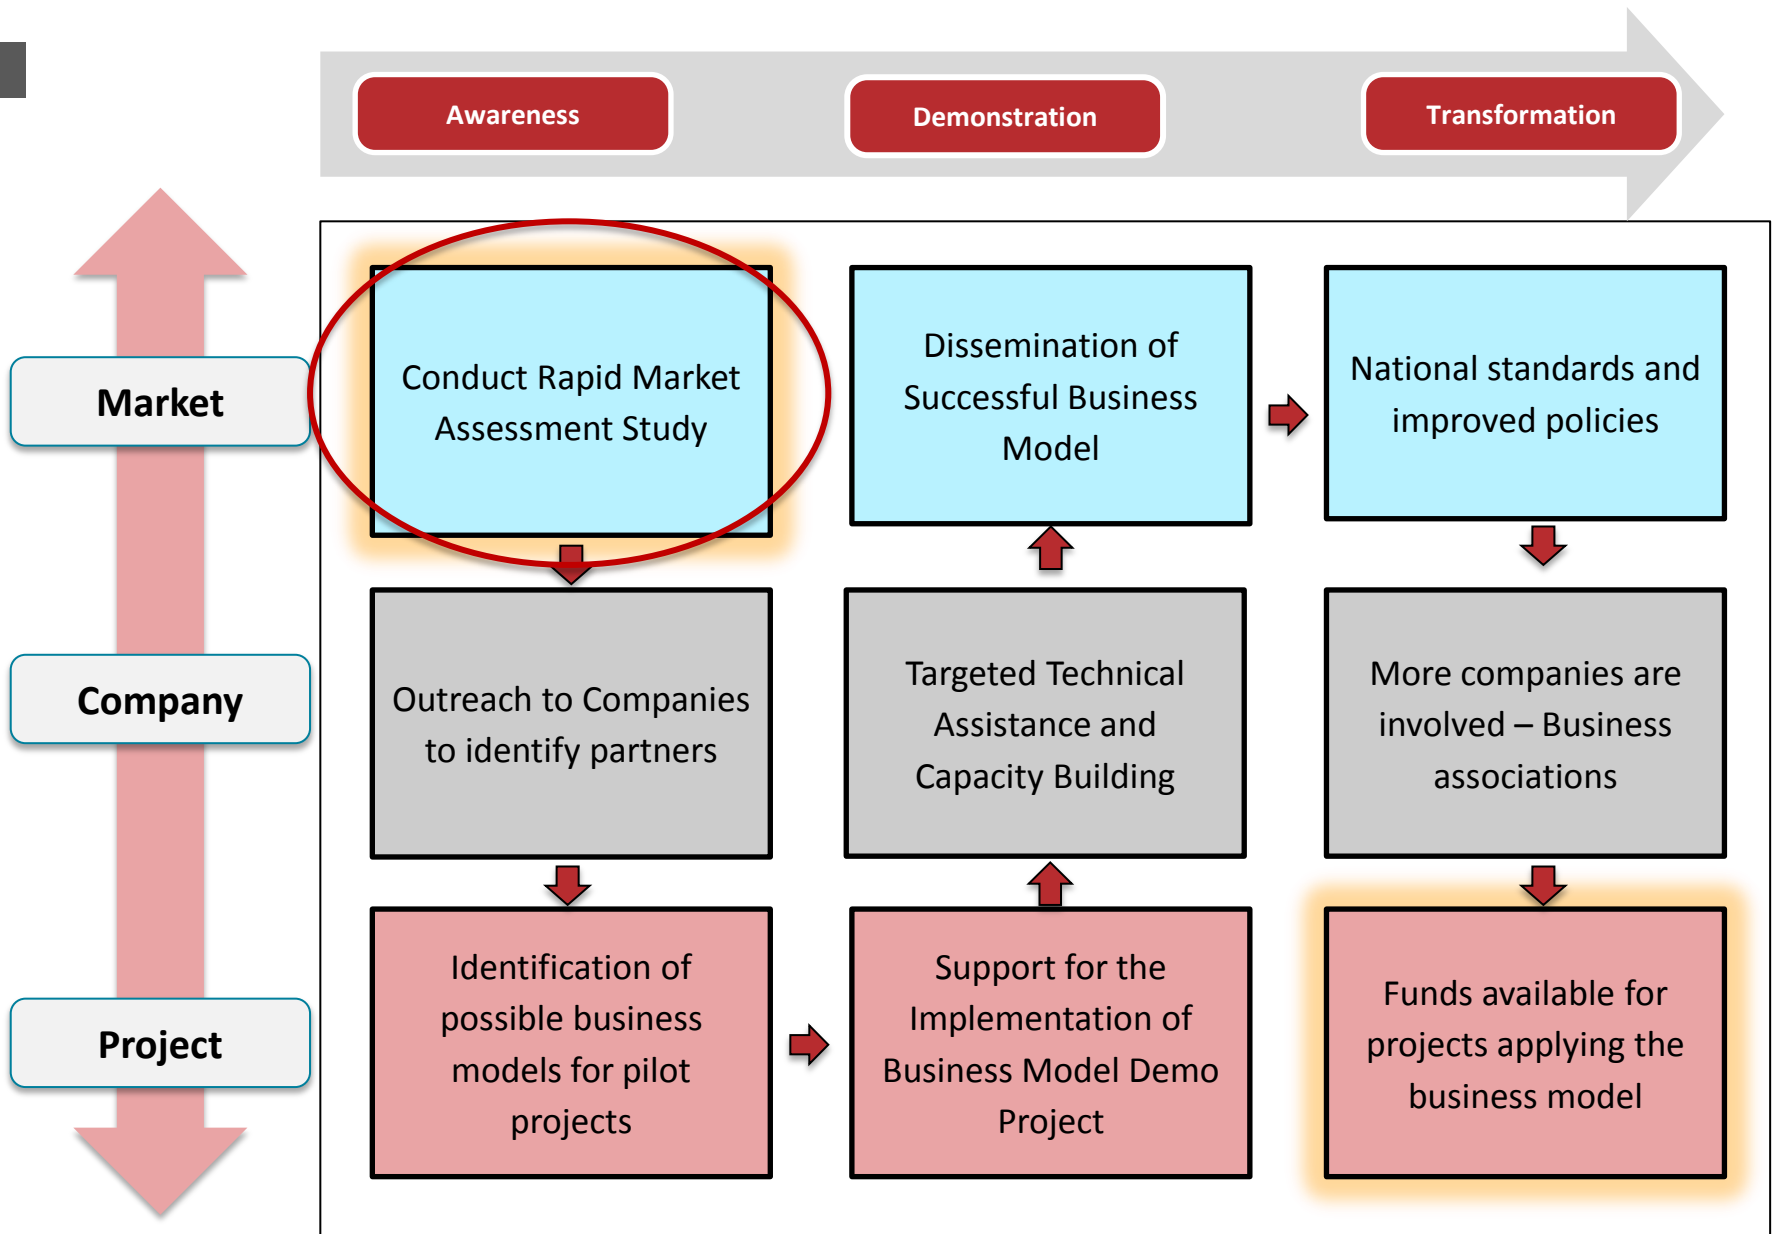 Awareness
Demonstration
Transformation
Market
Conduct Rapid Market
Assessment Study
Dissemination of
Successful Business
Model
National standards and
improved policies
Company
Outreach to Companies
to identify partners
Targeted Technical
Assistance and
Capacity Building
More companies are
involved – Business
associations
Project
Identification of
possible business
models for pilot
projects
Support for the
Implementation of
Business Model Demo
Project
Funds available for
projects applying the
business model